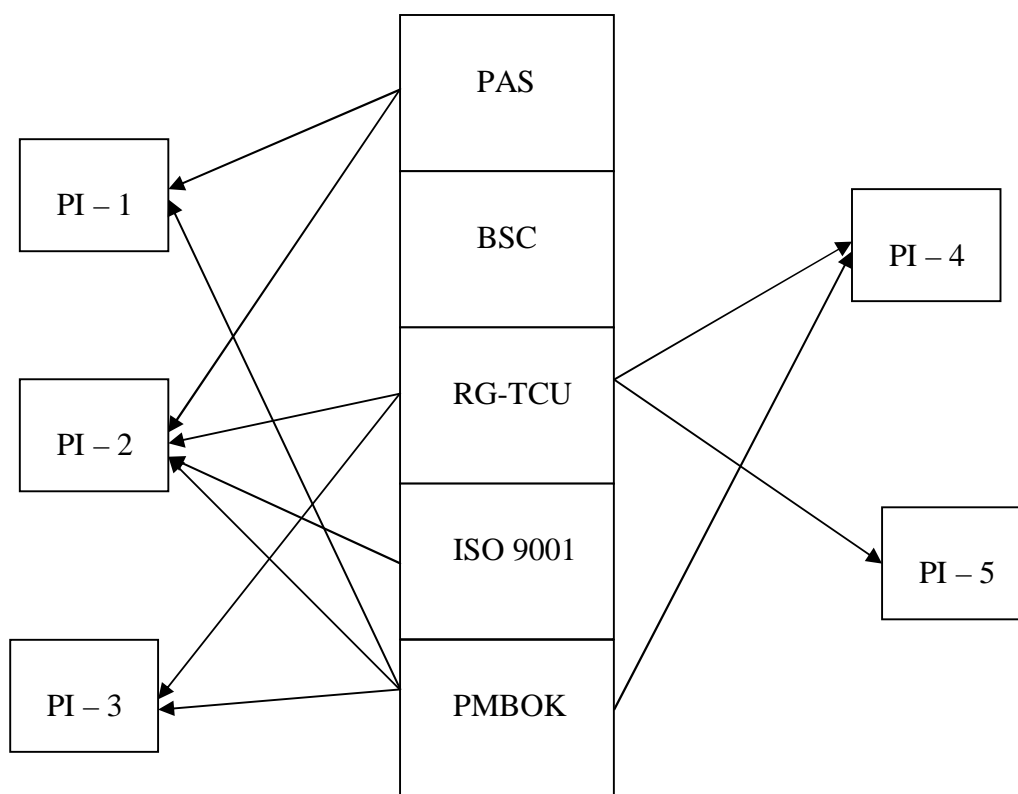 PAS
PI – 1
BSC
PI – 4
RG-TCU
PI – 2
ISO 9001
PI – 5
PI – 3
PMBOK